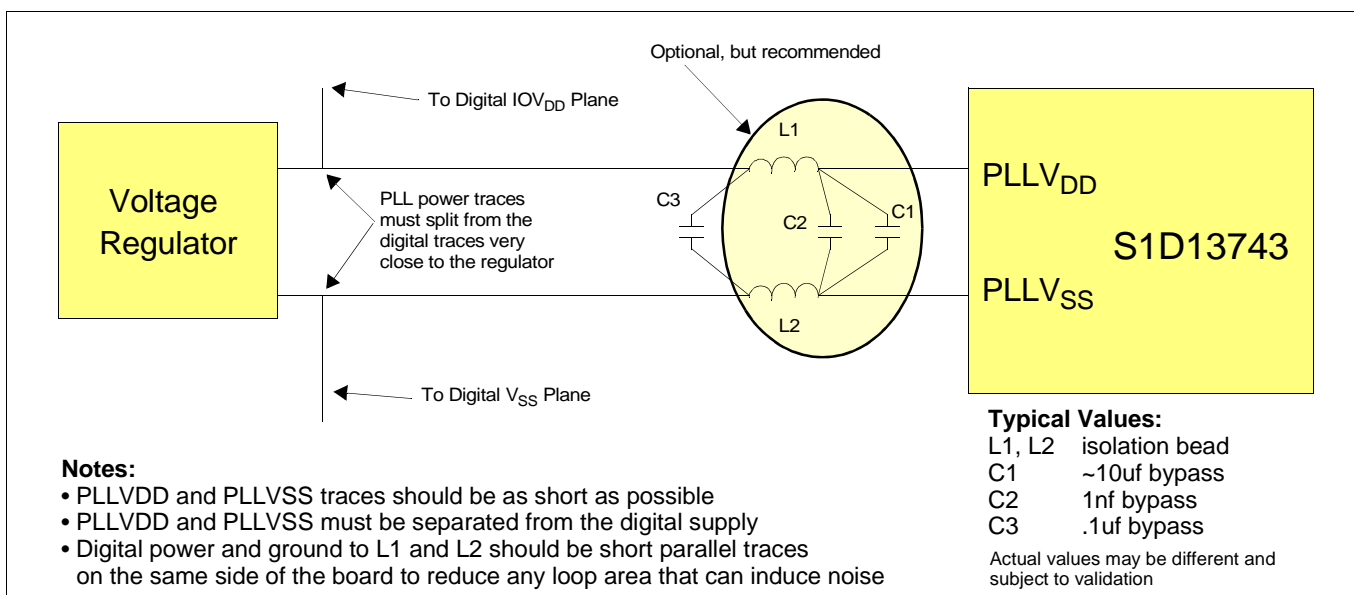 Optional, but recommended
To Digital IOVDD Plane
L1
Voltage
Regulator
PLL power traces
must split from the
digital traces very
close to the regulator
C3
C2
C1
PLLVDD
S1D13743
PLLVSS
L2
To Digital VSS Plane
Notes:
• PLLVDD and PLLVSS traces should be as short as possible
• PLLVDD and PLLVSS must be separated from the digital supply
• Digital power and ground to L1 and L2 should be short parallel traces
on the same side of the board to reduce any loop area that can induce noise
Typical Values:
L1, L2 isolation bead
C1 ~10uf bypass
C2 1nf bypass
C3 .1uf bypass
Actual values may be different and
subject to validation